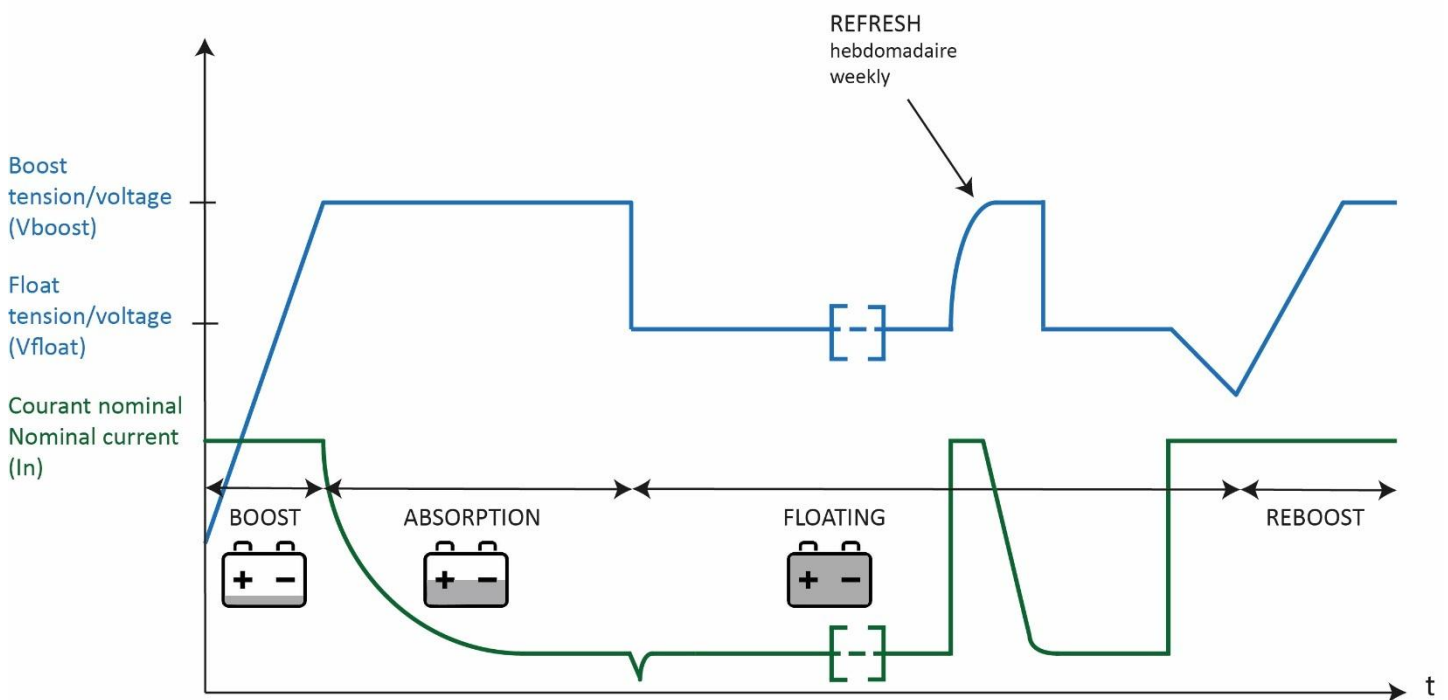 REFRESH
hebdomadaire
weekly
Boost
tension/voltage
(Vboost)
Float
tension/voltage
(Vfloat)
Courant nominal
Nominal current
(In)
BOOST
ABSORPTION
FLOATING
REBOOST
+ −
+ −
+ −
t